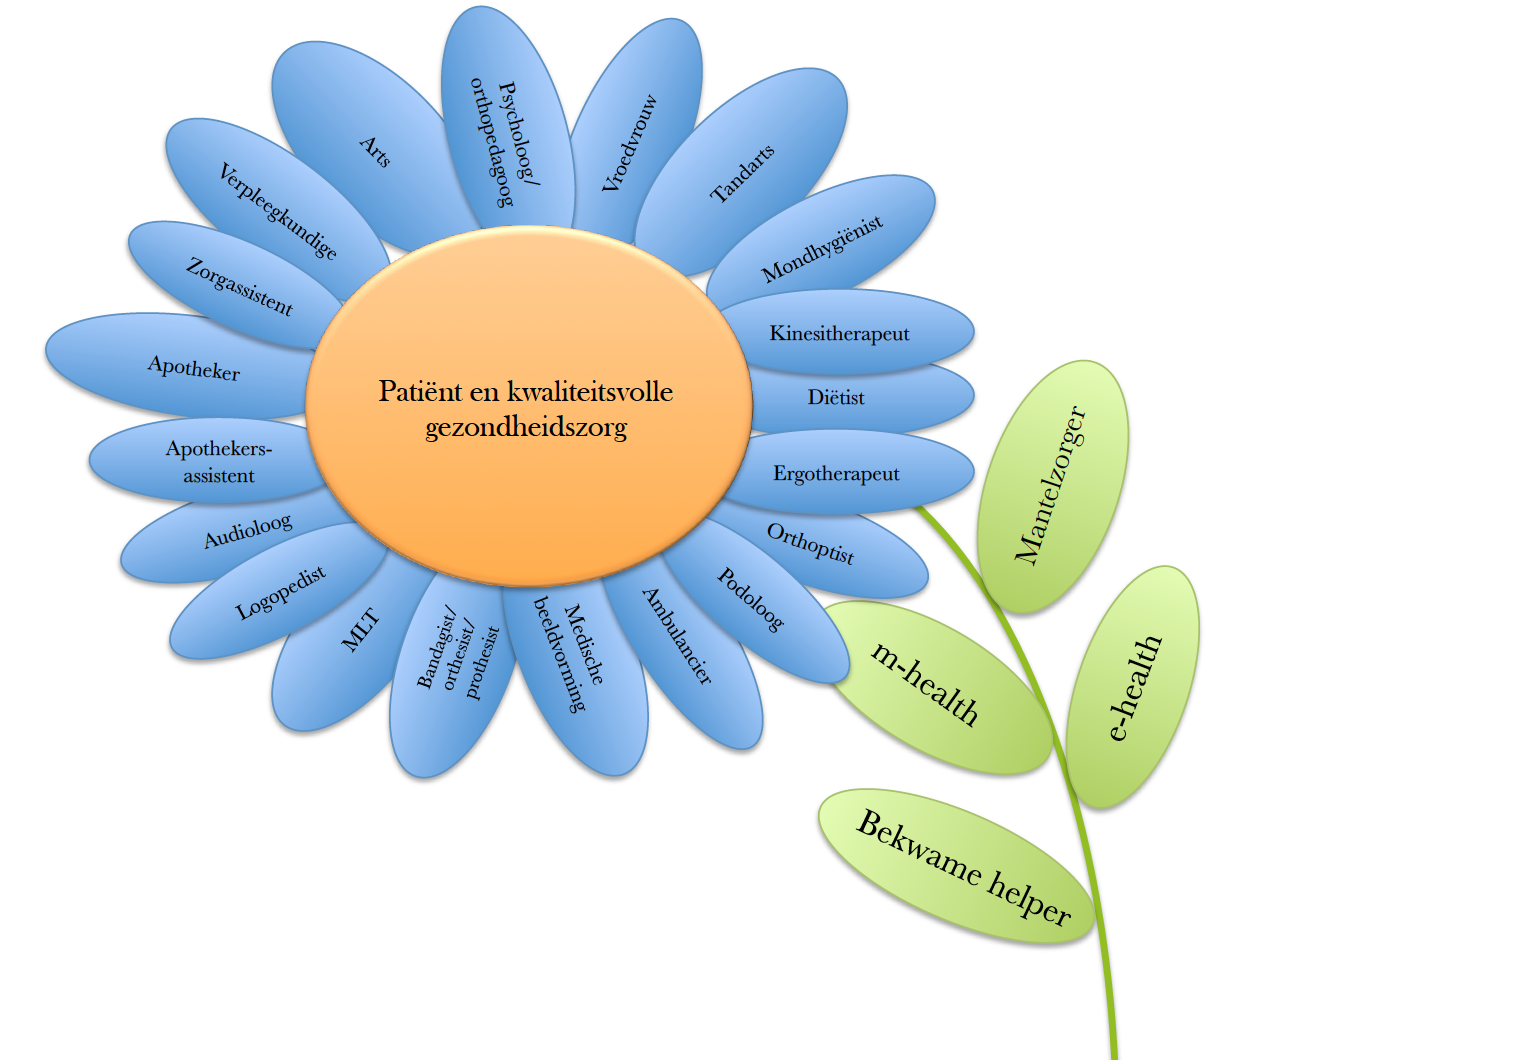 Psycholoog/
orthopedagoog
Vroedvrouw
Tandarts
Mondhygiënist
Kinesitherapeut
Diëtist
Ergotherapeut
Orthoptist
Podoloog
Ambulancier
Medische
beeldvorming
Bandagist/
orthesist/
prothesist
MLT
Logopedist
Audioloog
Apothekers-
assistent
Apotheker
Zorgassistent
Verpleegkundige
Arts
Patiënt en kwaliteitsvolle
gezondheidszorg
Mantelzorger
m-health
e-health
Bekwame helper